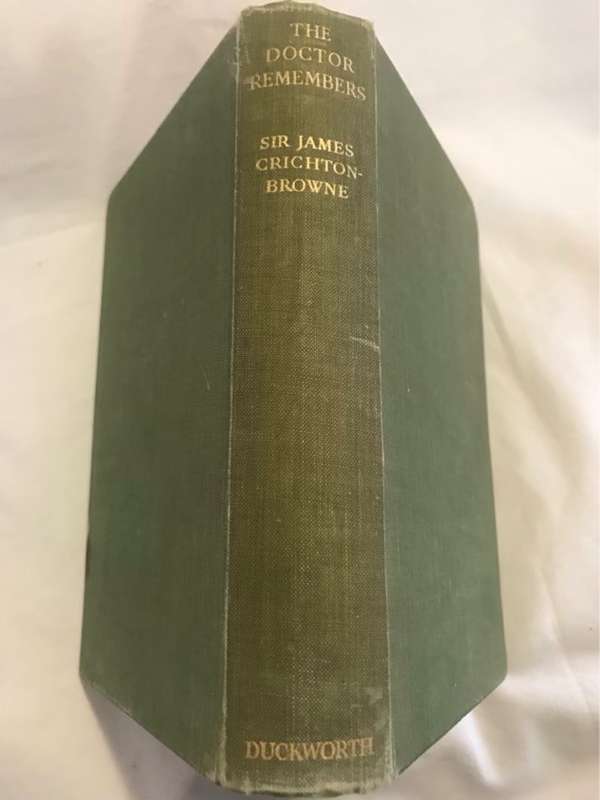 THE
DOCTOR
REMEMBERS
SIR JAMES
CRICHTON-
BROWNE
DUCKWORTH